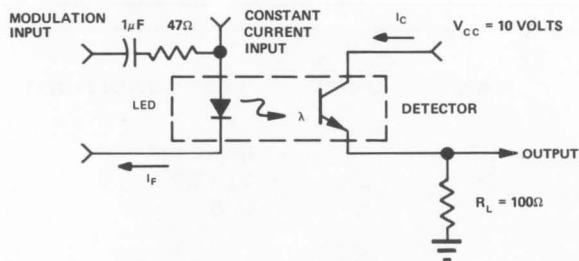 MODULATION
INPUT
1μF
47Ω
CONSTANT
CURRENT
INPUT
I_C
V_CC = 10 VOLTS
LED
λ
DETECTOR
I_F
OUTPUT
R_L = 100Ω